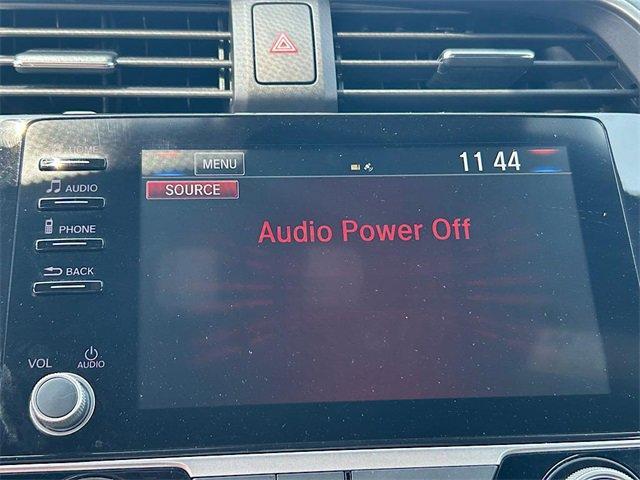 HOME
MENU
11 44
AUDIO
SOURCE
PHONE
Audio Power Off
BACK
VOL
AUDIO